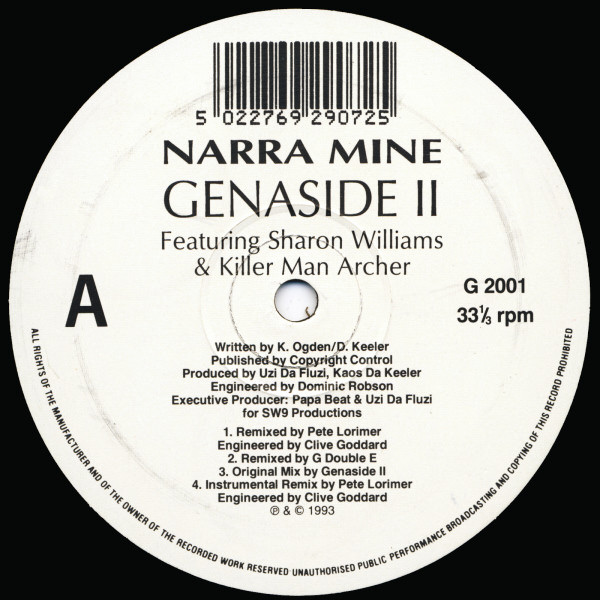 5 022769 290725
NARRA MINE
GENASIDE II
Featuring Sharon Williams
& Killer Man Archer
A
G 2001
33⅓ rpm
Written by K. Ogden/D. Keeler
Published by Copyright Control
Produced by Uzi Da Fluzi, Kaos Da Keeler
Engineered by Dominic Robson
Executive Producer: Papa Beat & Uzi Da Fluzi
for SW9 Productions
1. Remixed by Pete Lorimer
Engineered by Clive Goddard
2. Remixed by G Double E
3. Original Mix by Genaside II
4. Instrumental Remix by Pete Lorimer
Engineered by Clive Goddard
℗ & © 1993
ALL RIGHTS OF THE MANUFACTURER AND OF THE OWNER OF THE RECORDED WORK RESERVED UNAUTHORISED PUBLIC PERFORMANCE BROADCASTING AND COPYING OF THIS RECORD PROHIBITED